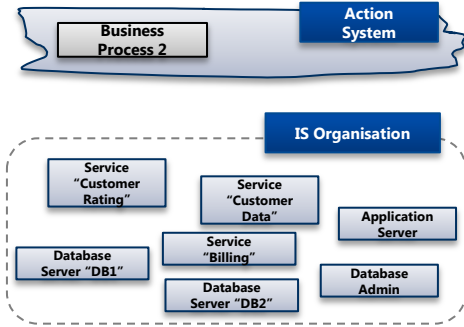 Action
System
Business
Process 2
IS Organisation
Service
“Customer
Rating”
Service
“Customer
Data”
Application
Server
Service
“Billing”
Database
Server “DB1”
Database
Admin
Database
Server “DB2”